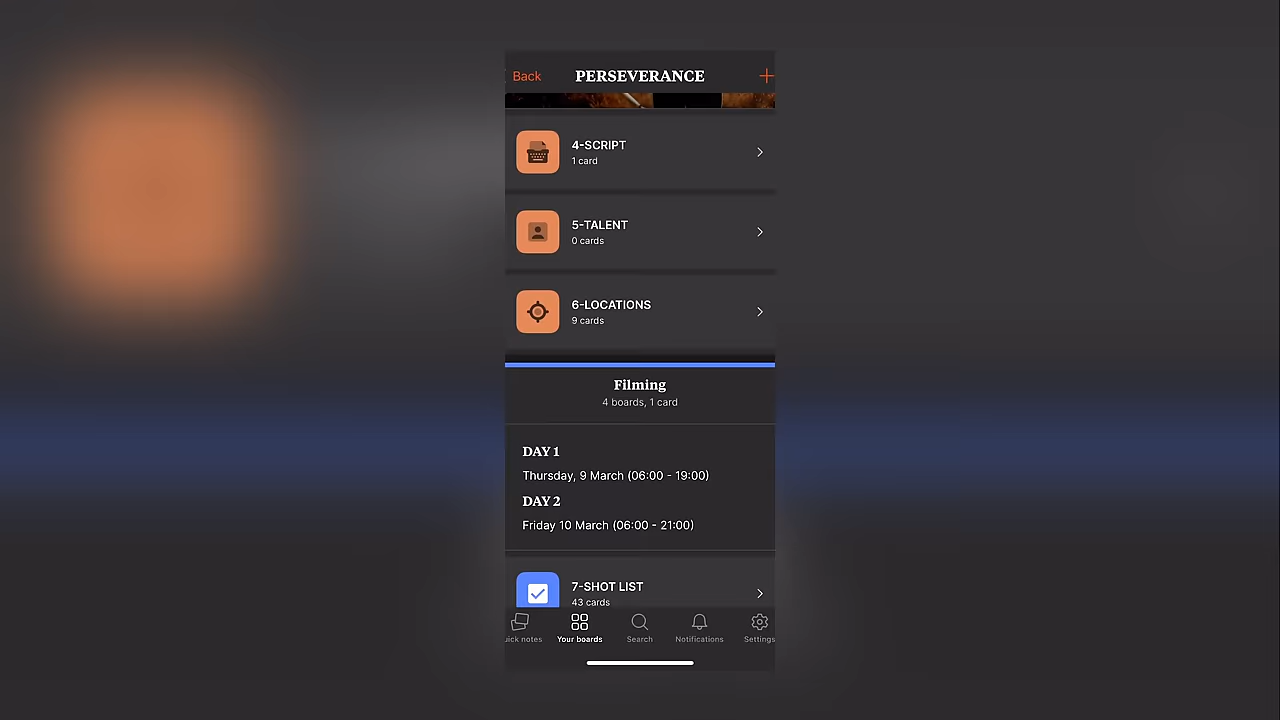 Back
PERSEVERANCE
4-SCRIPT
1 card
5-TALENT
0 cards
6-LOCATIONS
9 cards
Filming
4 boards, 1 card
DAY 1
Thursday, 9 March (06:00 - 19:00)
DAY 2
Friday 10 March (06:00 - 21:00)
7-SHOT LIST
43 cards
uick notes
Your boards
Search
Notifications
Settings